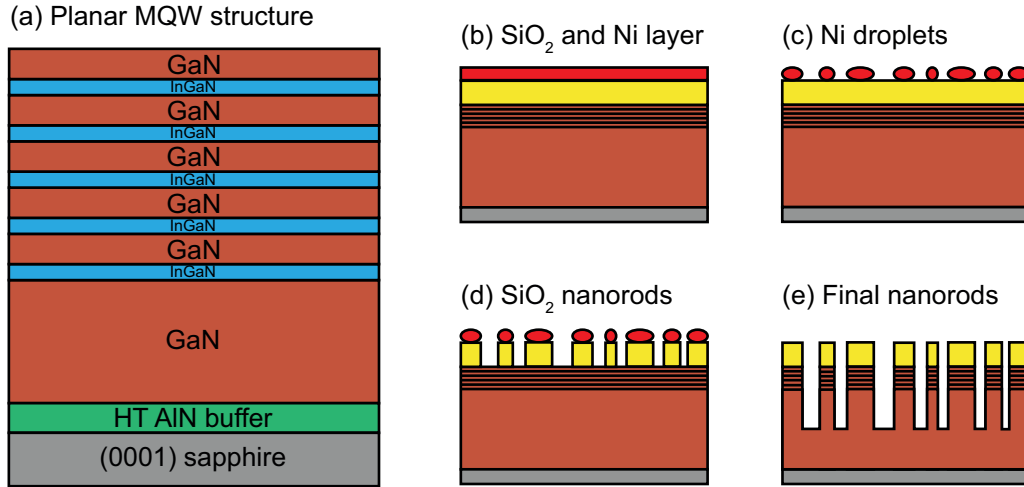 (a) Planar MQW structure
GaN
InGaN
GaN
InGaN
GaN
InGaN
GaN
InGaN
GaN
InGaN
GaN
HT AlN buffer
(0001) sapphire
(b) SiO₂ and Ni layer
(c) Ni droplets
(d) SiO₂ nanorods
(e) Final nanorods